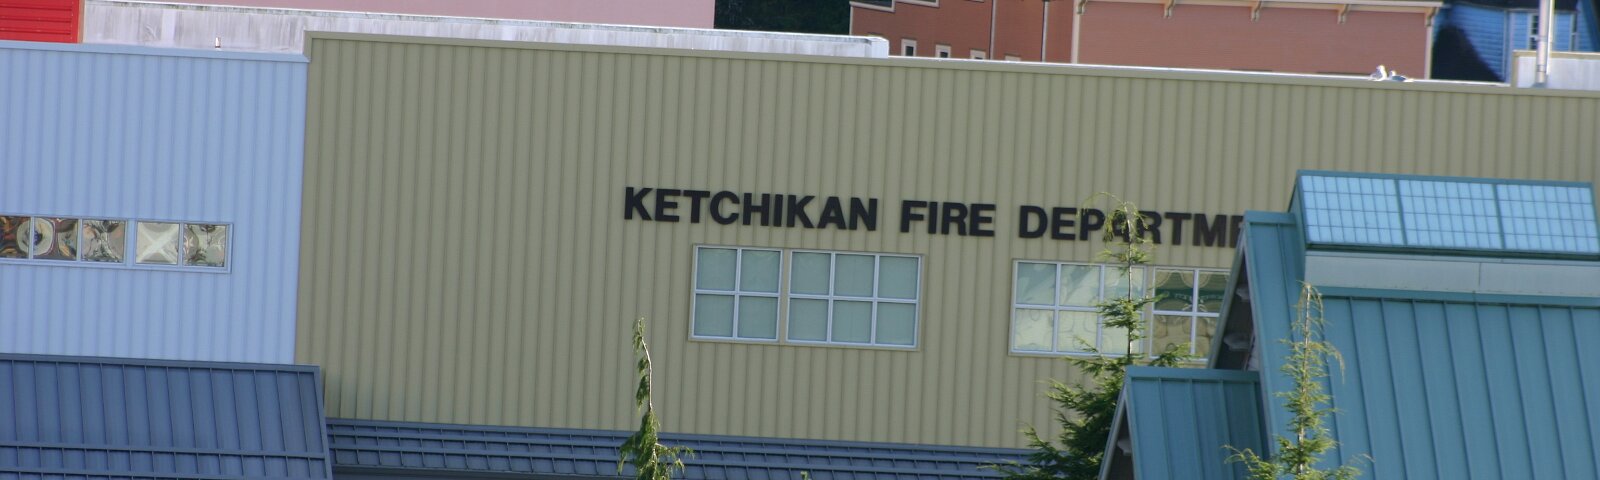 KETCHIKAN FIRE DEPARTME